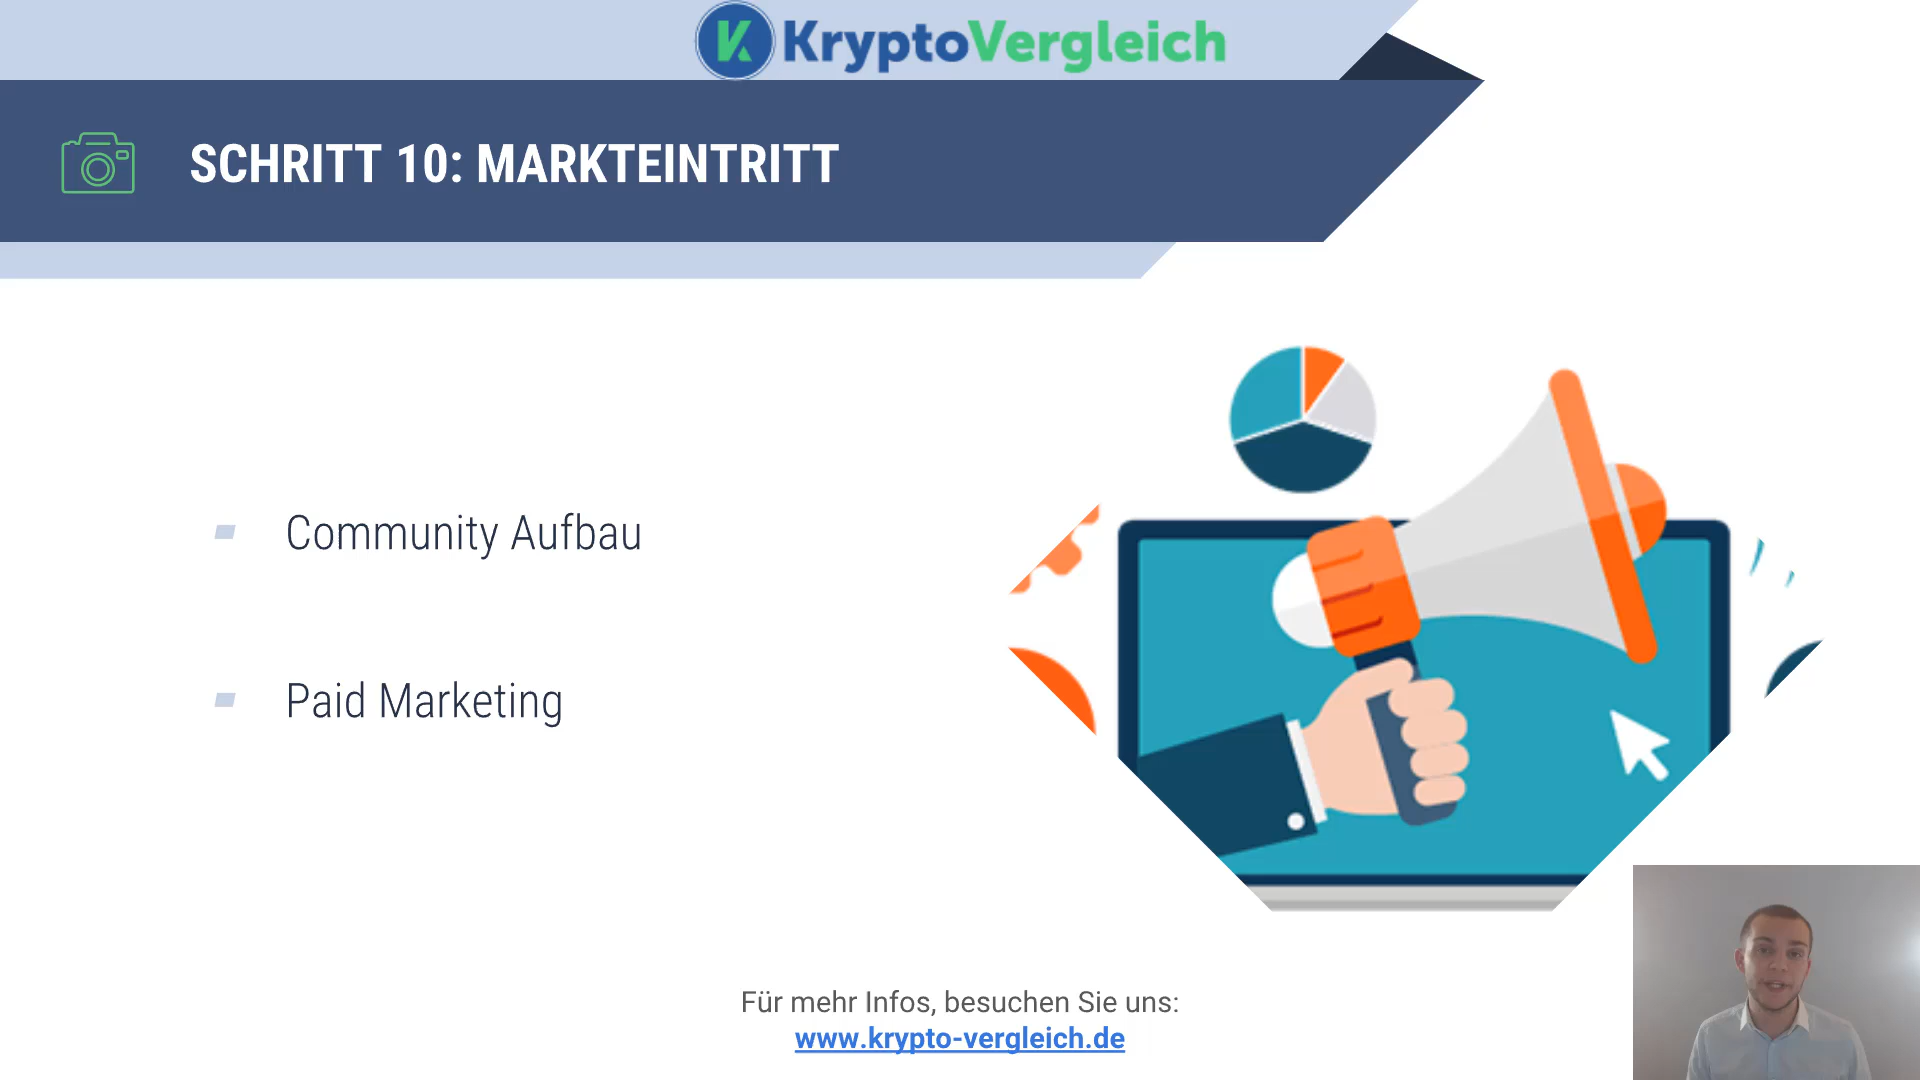 KryptoVergleich
SCHRITT 10: MARKTEINTRITT
Community Aufbau
Paid Marketing
Für mehr Infos, besuchen Sie uns:
www.krypto-vergleich.de